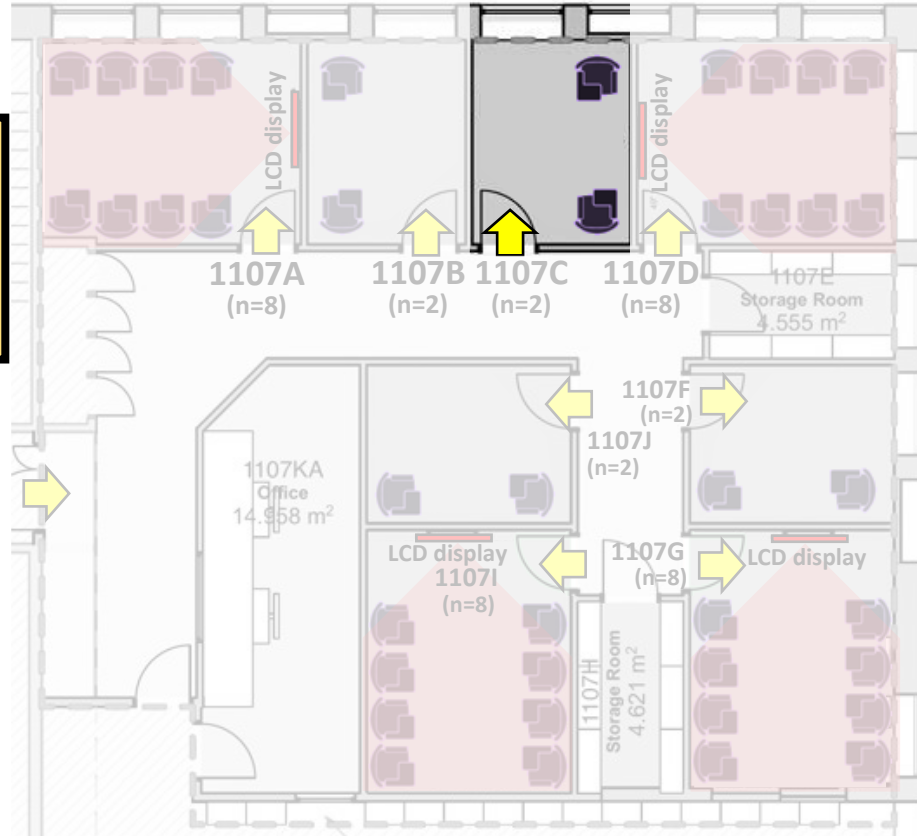 LCD display
LCD display
1107A
(n=8)
1107B
(n=2)
1107C
(n=2)
1107D
(n=8)
1107E
Storage Room
4.555 m²
1107F
(n=2)
1107J
(n=2)
1107KA
Office
14.958 m²
LCD display
1107I
(n=8)
1107G
(n=8)
LCD display
1107H
Storage Room
4.621 m²